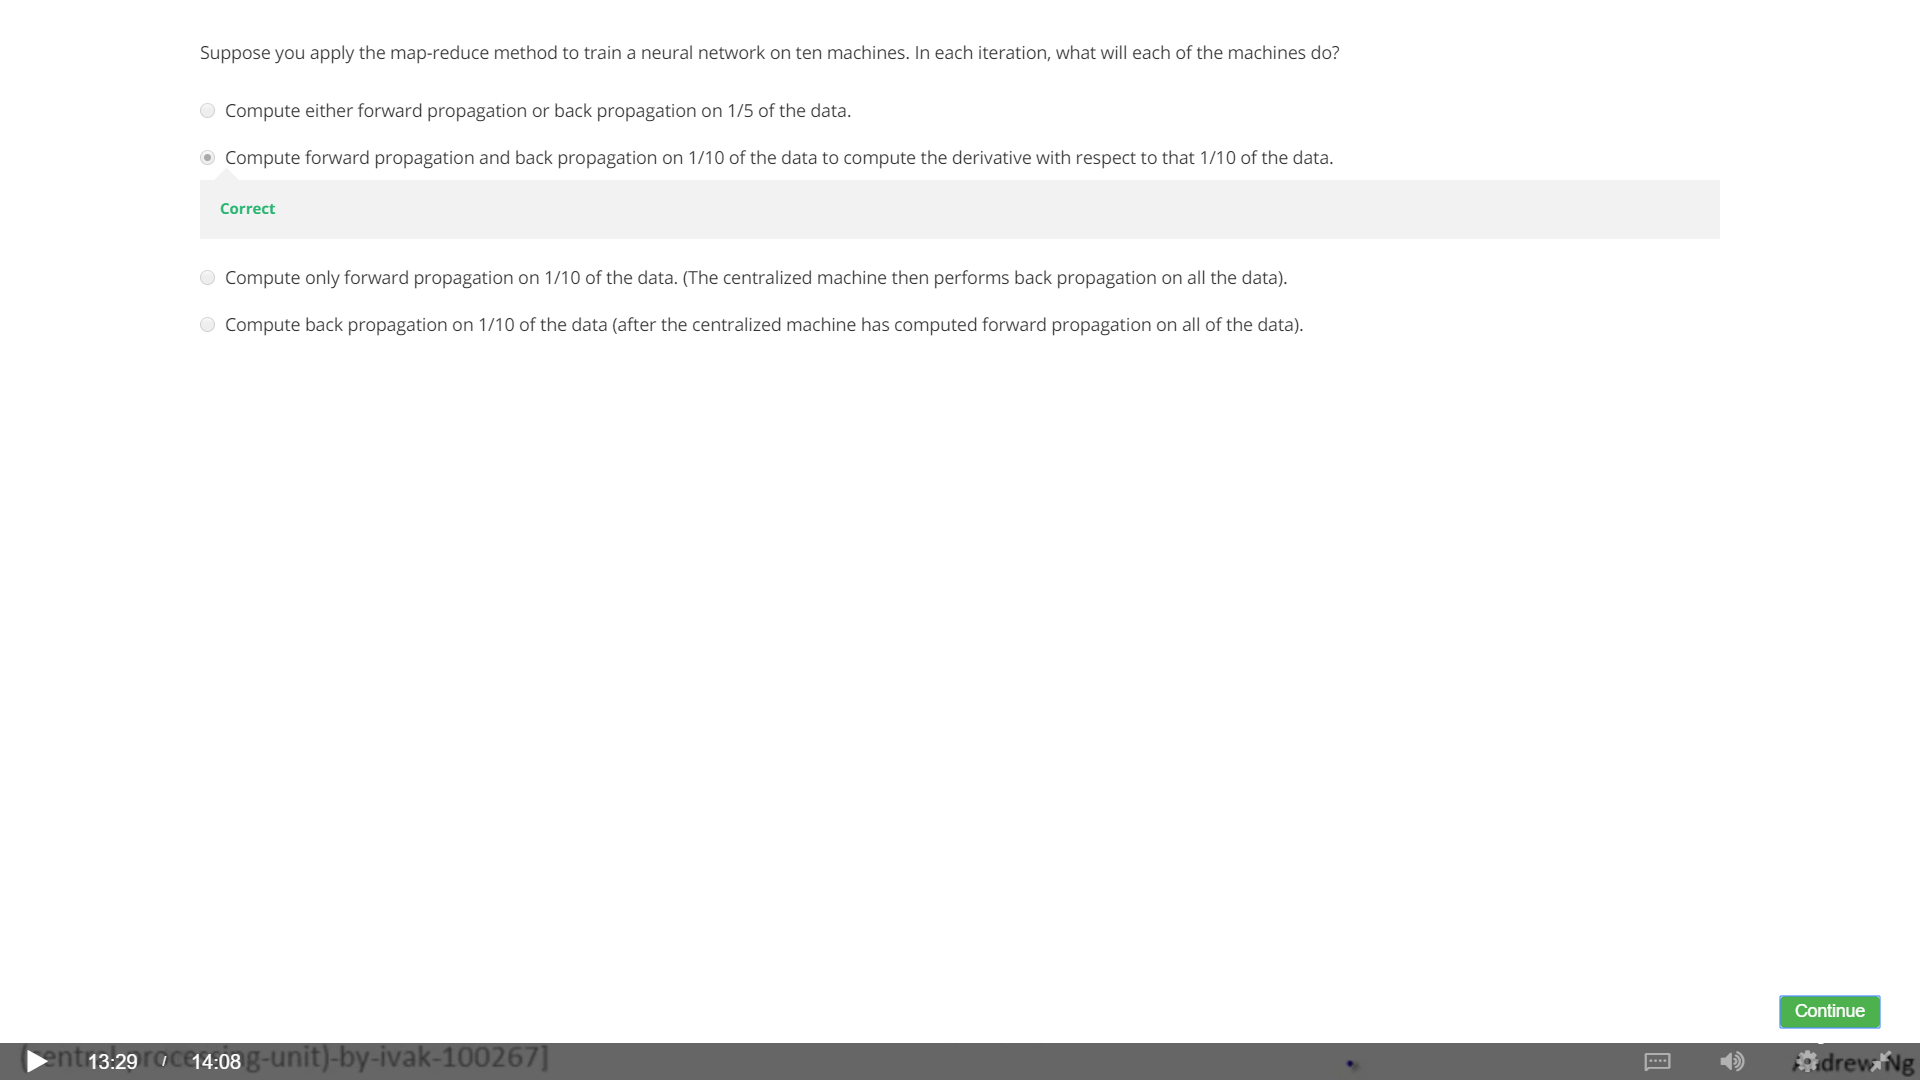 Suppose you apply the map-reduce method to train a neural network on ten machines. In each iteration, what will each of the machines do?
Compute either forward propagation or back propagation on 1/5 of the data.
Compute forward propagation and back propagation on 1/10 of the data to compute the derivative with respect to that 1/10 of the data.
Correct
Compute only forward propagation on 1/10 of the data. (The centralized machine then performs back propagation on all the data).
Compute back propagation on 1/10 of the data (after the centralized machine has computed forward propagation on all of the data).
Continue
13:29 / 14:08
-unit)-by-ivak-100267]
Ng